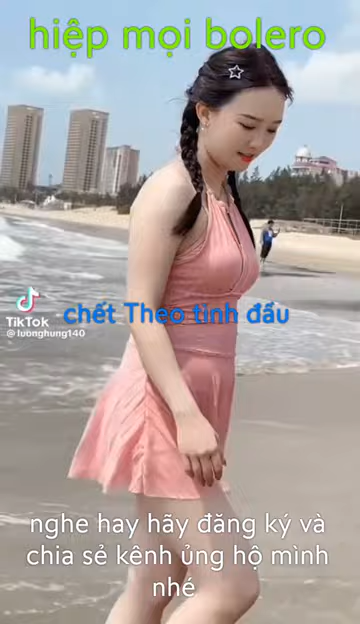 hiệp mọi bolero
chết Theo tình đấu
TikTok
@luonghung140
nghe hay hãy đăng ký và
chia sẻ kênh ủng hộ mình
nhé